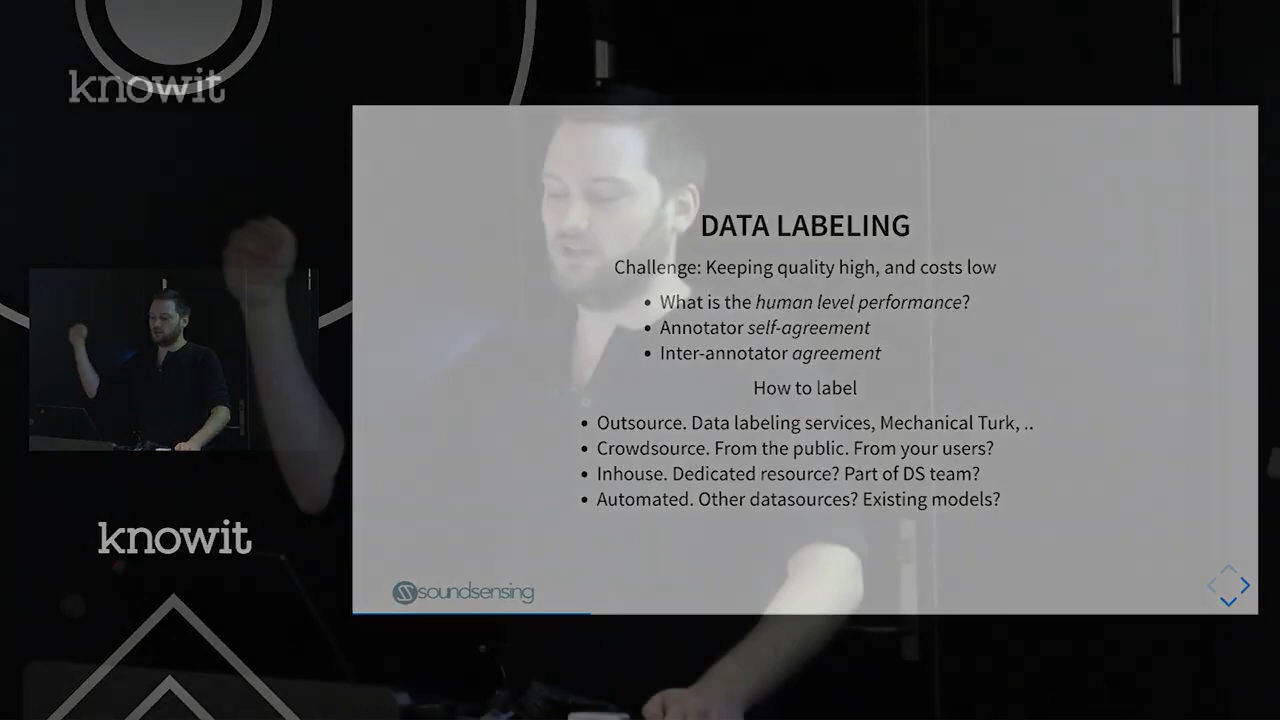 knowit
DATA LABELING
Challenge: Keeping quality high, and costs low
• What is the human level performance?
• Annotator self-agreement
• Inter-annotator agreement
How to label
• Outsource. Data labeling services, Mechanical Turk, ..
• Crowdsource. From the public. From your users?
• Inhouse. Dedicated resource? Part of DS team?
• Automated. Other datasources? Existing models?
knowit
soundsensing